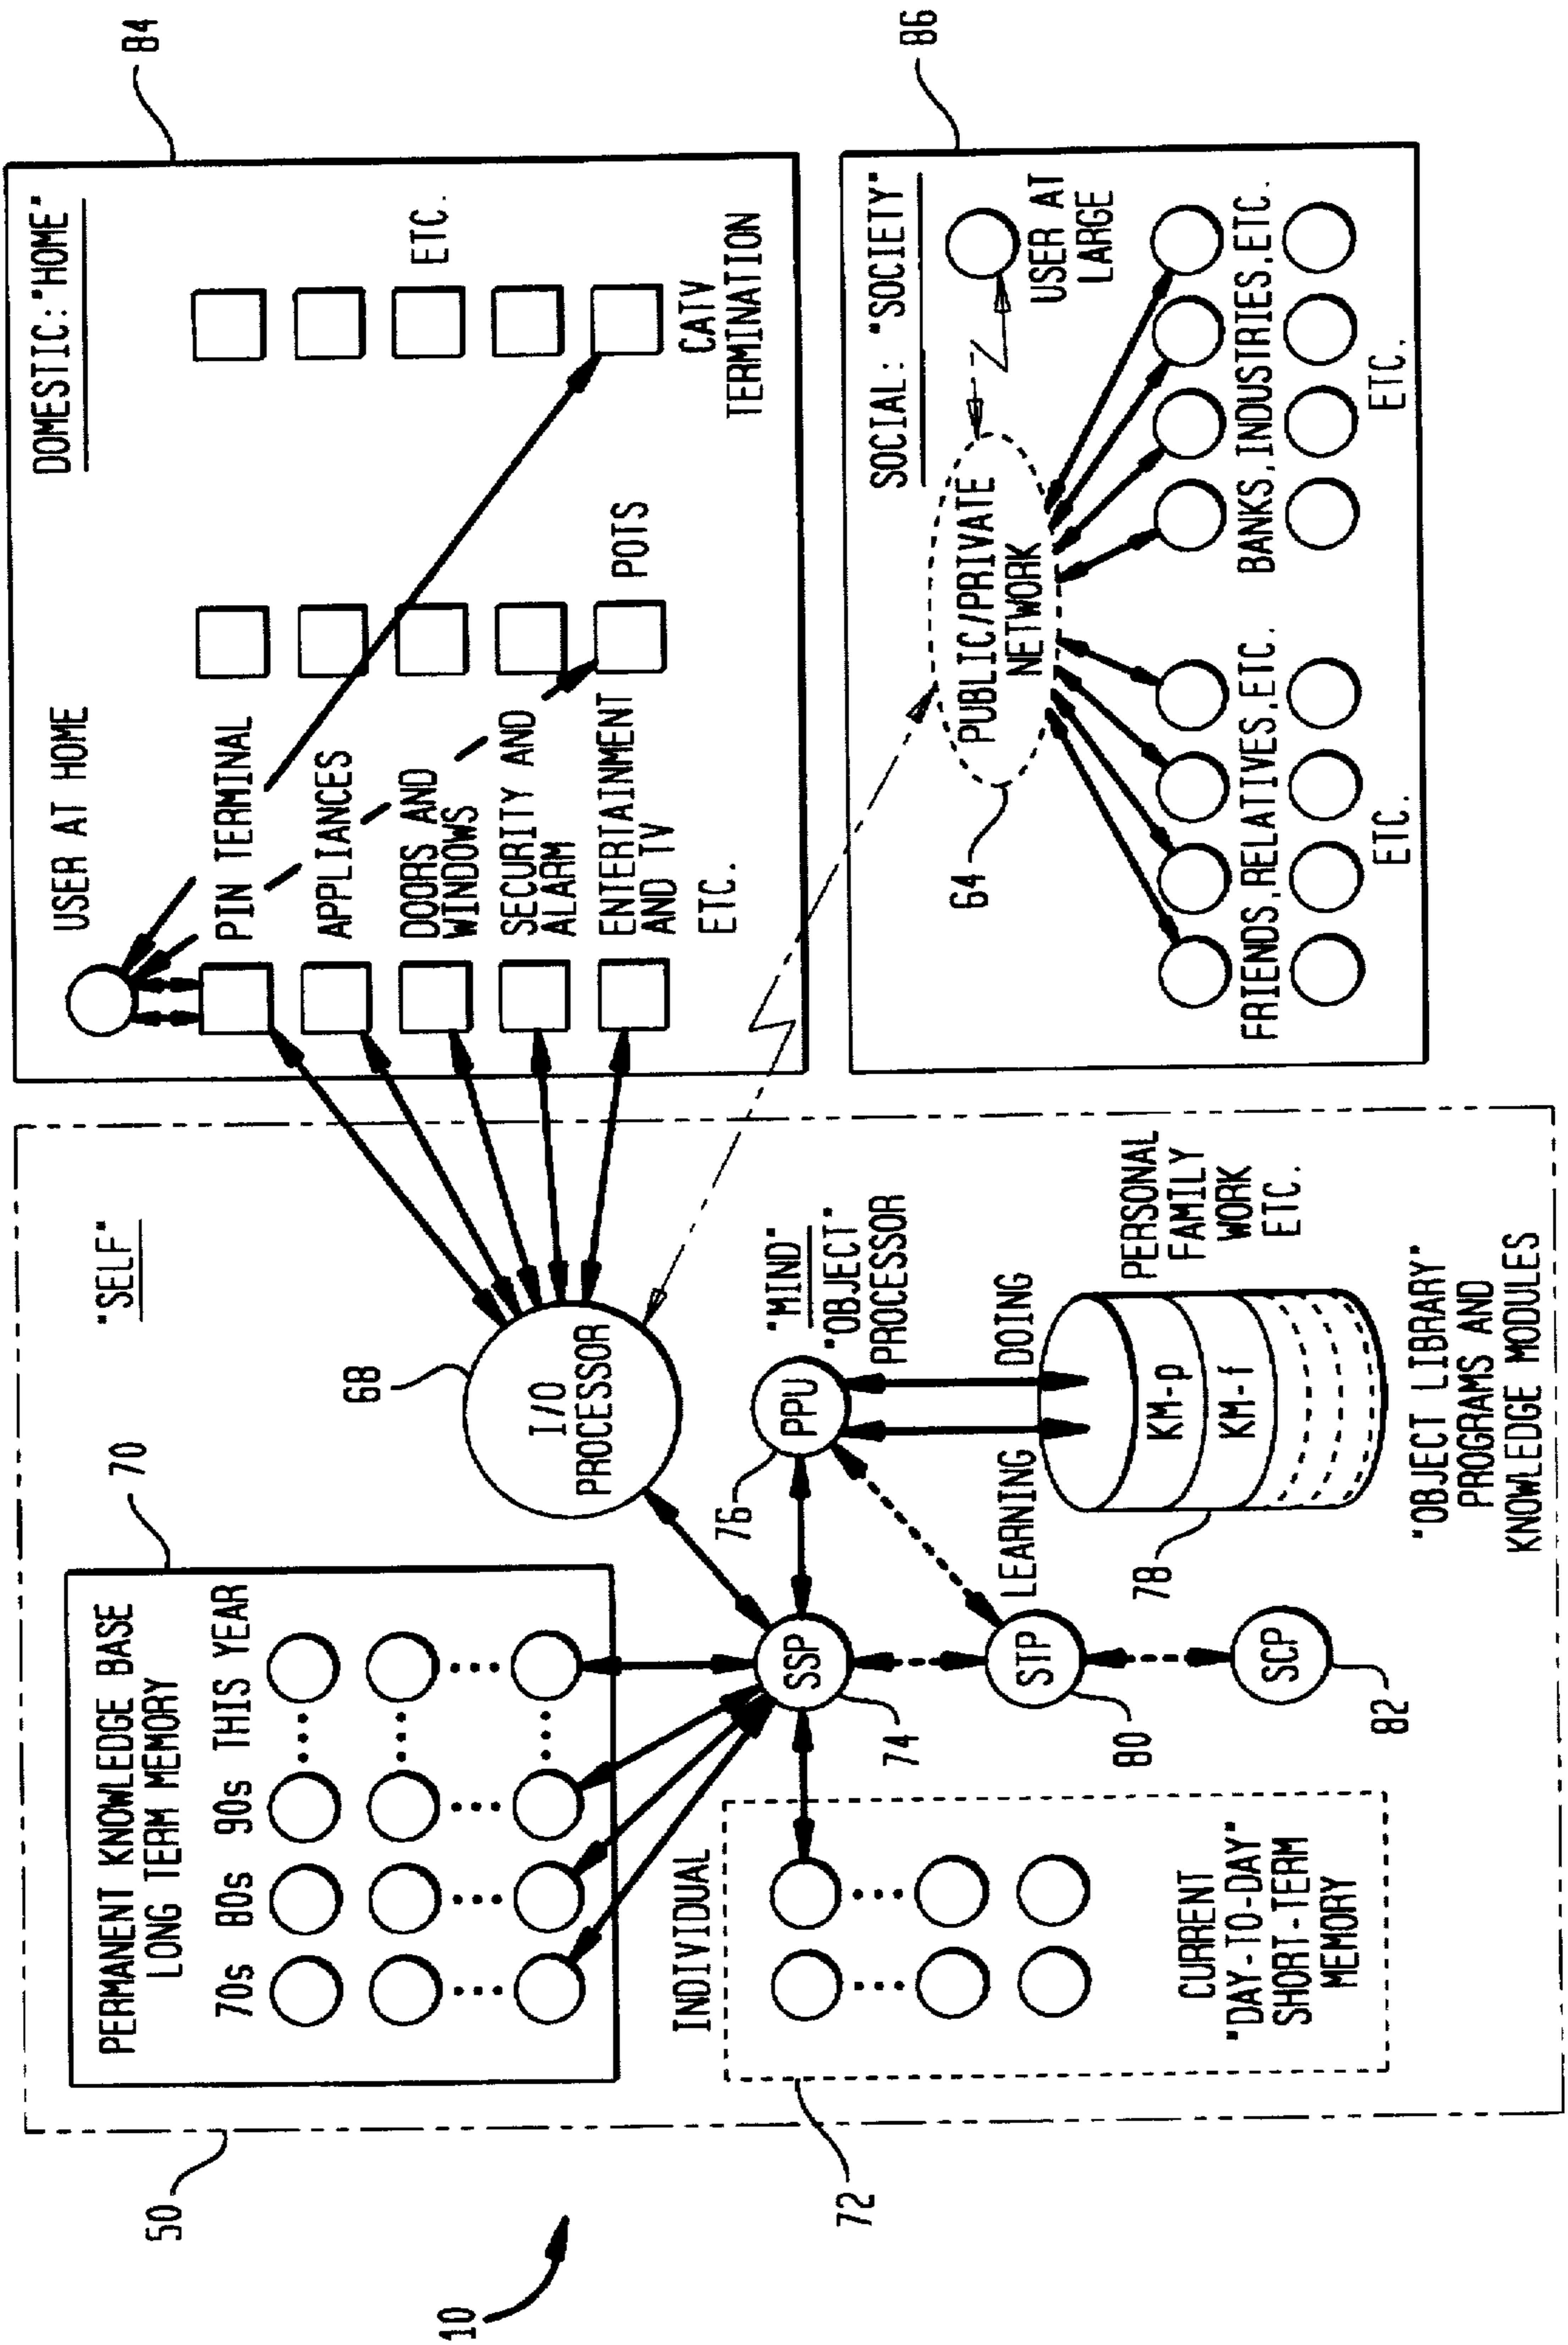 10
50
"SELF"
70
PERMANENT KNOWLEDGE BASE
LONG TERM MEMORY
70s 80s 90s THIS YEAR
68
I/O
PROCESSOR
INDIVIDUAL
72
CURRENT
"DAY-TO-DAY"
SHORT-TERM
MEMORY
SSP
74
STP
80
SCP
82
76
PPU
"MIND"
"OBJECT"
PROCESSOR
LEARNING
DOING
78
KM-p
KM-f
PERSONAL
FAMILY
WORK
ETC.
"OBJECT LIBRARY"
PROGRAMS AND
KNOWLEDGE MODULES
84
DOMESTIC: "HOME"
USER AT HOME
PIN TERMINAL
APPLIANCES
DOORS AND
WINDOWS
SECURITY AND
ALARM
ENTERTAINMENT
AND TV
ETC.
POTS
ETC.
CATV
TERMINATION
86
SOCIAL: "SOCIETY"
PUBLIC/PRIVATE
NETWORK
64
USER AT
LARGE
FRIENDS, RELATIVES, ETC.
BANKS, INDUSTRIES, ETC.
ETC.
ETC.